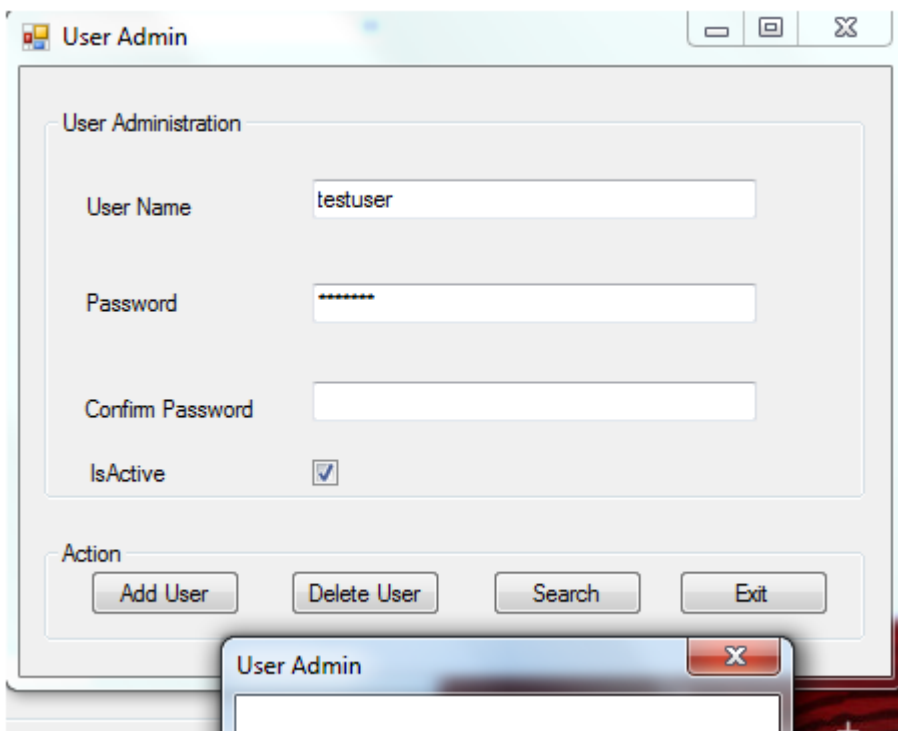 User Admin
User Administration
User Name
testuser
Password
*******
Confirm Password
IsActive
Action
Add User
Delete User
Search
Exit
User Admin